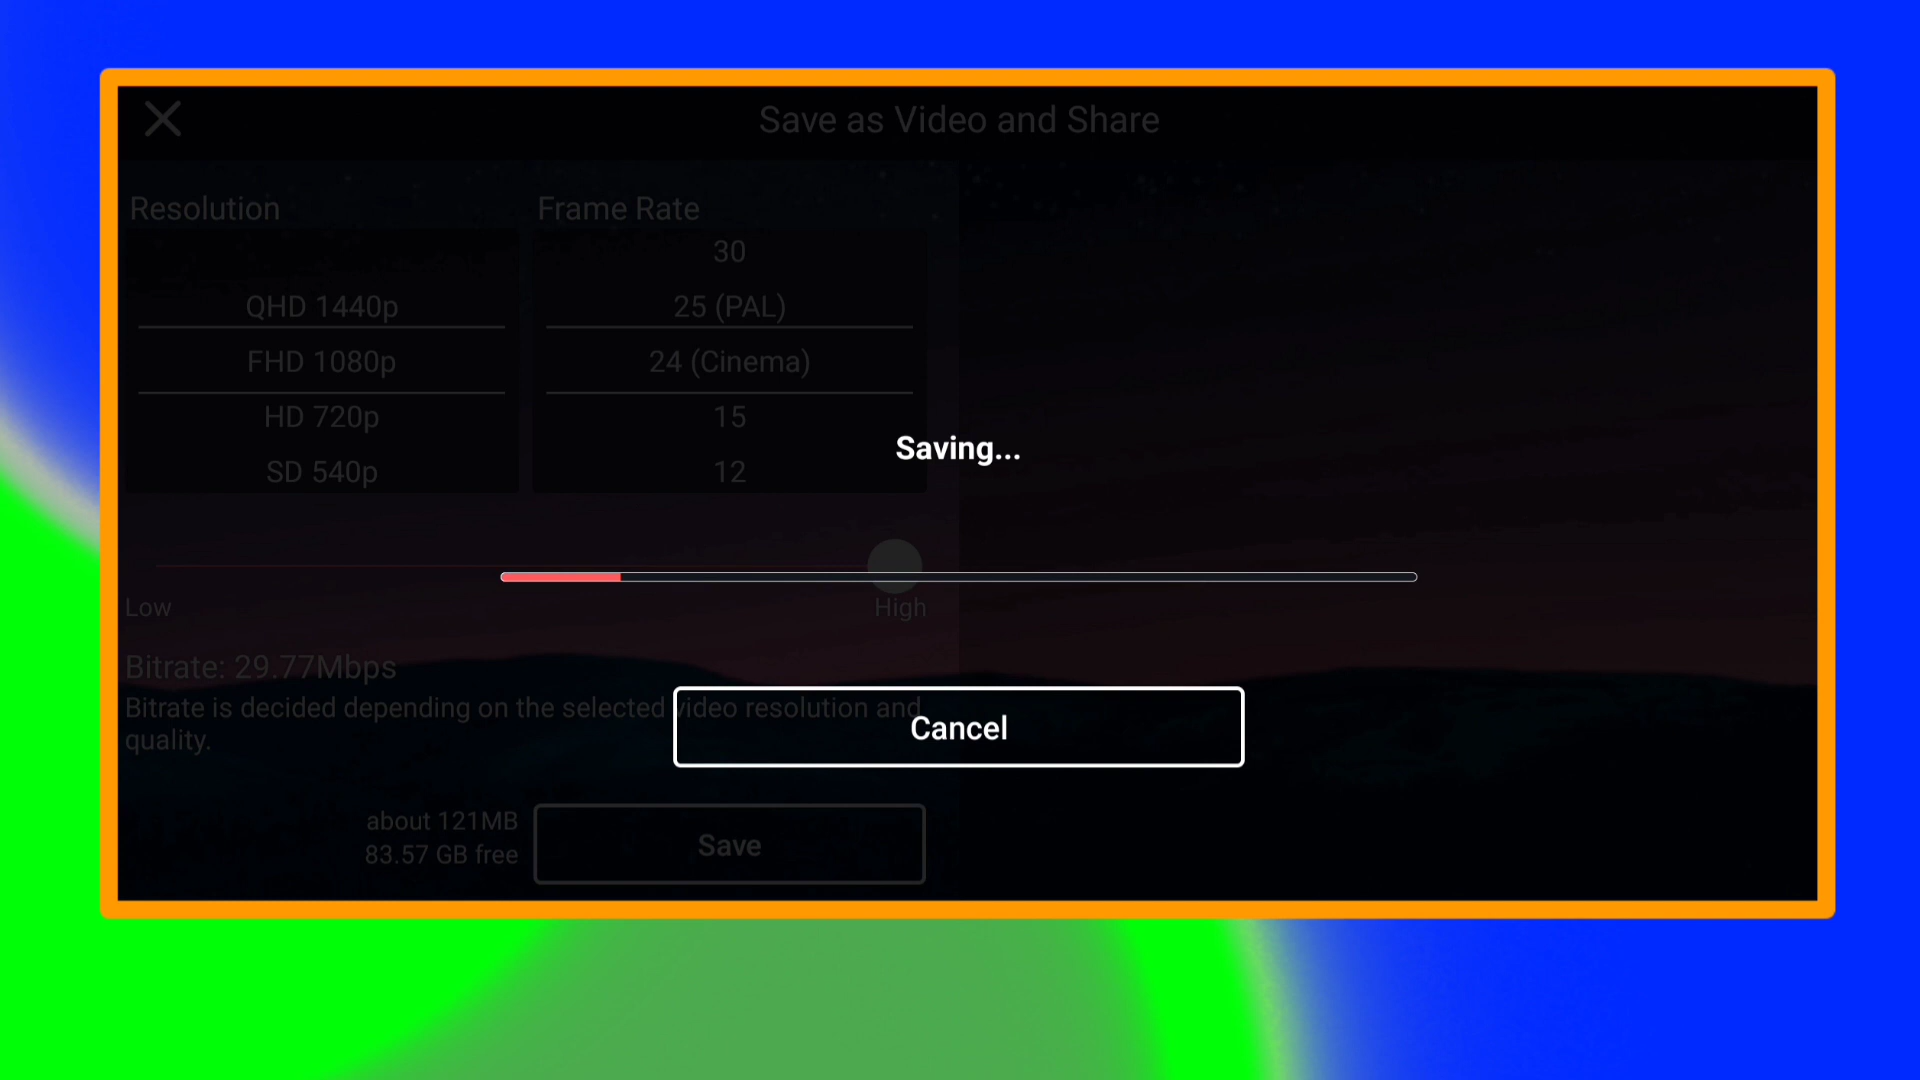 Save as Video and Share
Resolution
Frame Rate
30
QHD 1440p
25 (PAL)
FHD 1080p
24 (Cinema)
HD 720p
15
SD 540p
12
Saving...
Low
High
Bitrate: 29.77Mbps
Bitrate is decided depending on the selected video resolution and
quality.
Cancel
about 121MB
83.57 GB free
Save